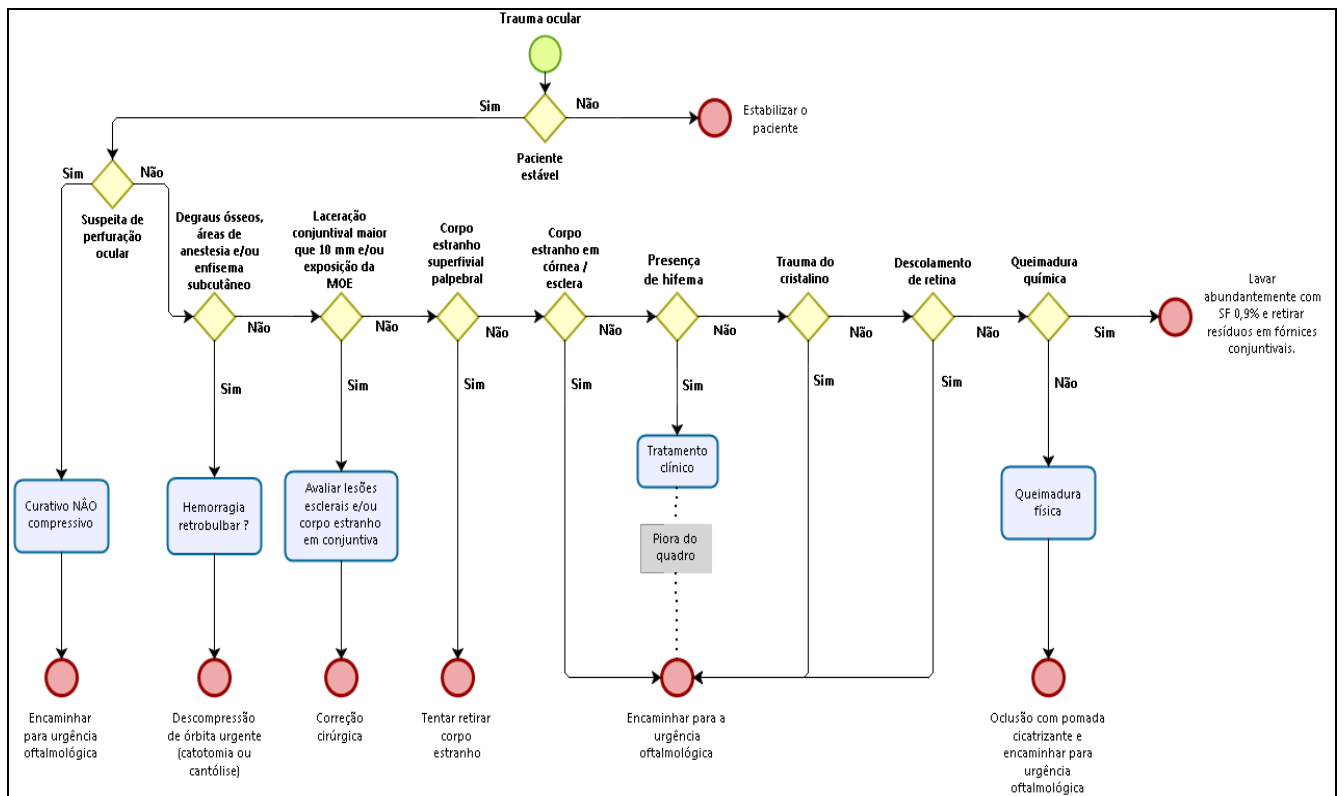 Trauma ocular
Sim
Não
Estabilizar o
paciente
Paciente
estável
Sim
Não
Suspeita de
perfuração
ocular
Degraus ósseos,
áreas de
anestesia e/ou
enfisema
subcutâneo
Laceração
conjuntival maior
que 10 mm e/ou
exposição da
MOE
Corpo
estranho
superfivial
palpebral
Corpo
estranho em
córnea /
esclera
Presença
de hifema
Trauma do
cristalino
Descolamento
de retina
Queimadura
química
Lavar
abundantemente com
SF 0,9% e retirar
resíduos em fórnices
conjuntivais.
Não
Não
Não
Não
Não
Não
Não
Sim
Sim
Sim
Sim
Sim
Sim
Sim
Sim
Não
Curativo NÂO
compressivo
Hemorragia
retrobulbar ?
Avaliar lesões
esclerais e/ou
corpo estranho
em conjuntiva
Tratamento
clínico
Piora do
quadro
Queimadura
física
Encaminhar
para urgência
oftalmológica
Descompressão
de órbita urgente
(catotomia ou
cantólise)
Correção
cirúrgica
Tentar retirar
corpo
estranho
Encaminhar para a
urgência
oftalmológica
Oclusão com pomada
cicatrizante e
encaminhar para
urgência
oftalmológica